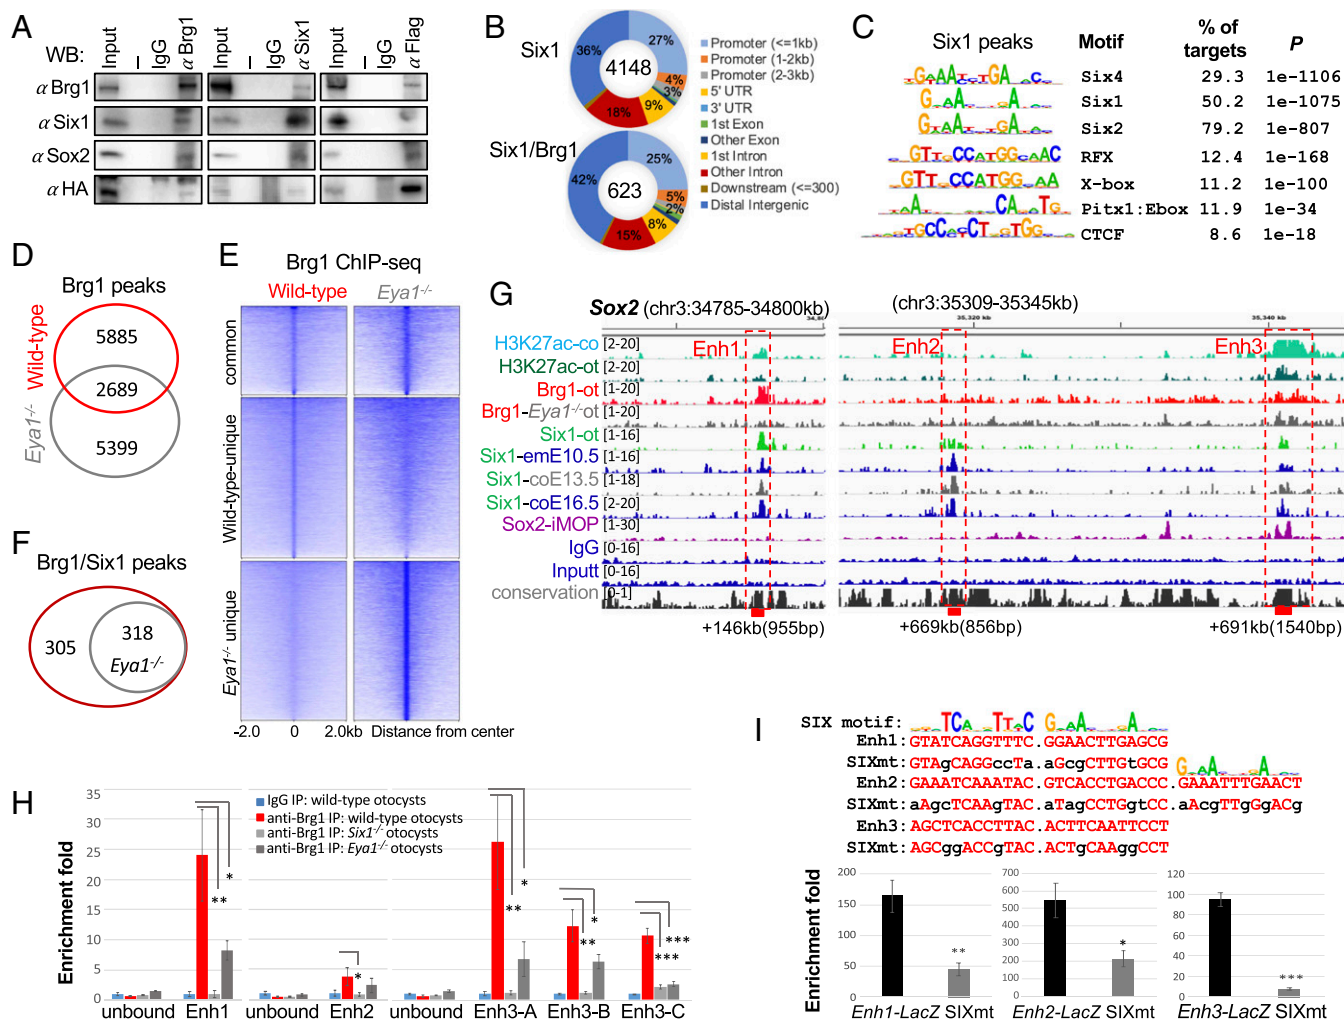 A
WB: Input – IgG αBrg1 Input – IgG αSix1 Input – IgG αFlag
αBrg1
αSix1
αSox2
αHA
B
Six1
36% 27% 4% 3% 9% 18%
4148
Six1/Brg1
42% 25% 5% 2% 8% 15%
623
Promoter (<=1kb)
Promoter (1-2kb)
Promoter (2-3kb)
5' UTR
3' UTR
1st Exon
Other Exon
1st Intron
Other Intron
Downstream (<=300)
Distal Intergenic
C
Six1 peaks Motif % of targets P
Six4 29.3 1e-1106
Six1 50.2 1e-1075
Six2 79.2 1e-807
RFX 12.4 1e-168
X-box 11.2 1e-100
Pitx1:Ebox 11.9 1e-34
CTCF 8.6 1e-18
D
Brg1 peaks
Wild-type
Eya1-/-
5885
2689
5399
E
Brg1 ChIP-seq
Wild-type Eya1-/-
common
Wild-type-unique
Eya1-/- unique
-2.0 0 2.0kb Distance from center
F
Brg1/Six1 peaks
305 318
Eya1-/-
G
Sox2 (chr3:34785-34800kb) (chr3:35309-35345kb)
35,320 kb 35,340 kb
Enh1 Enh2 Enh3
H3K27ac-co [2-20]
H3K27ac-ot [2-20]
Brg1-ot [1-20]
Brg1-Eya1-/-ot [1-20]
Six1-ot [1-16]
Six1-emE10.5 [1-16]
Six1-coE13.5 [1-18]
Six1-coE16.5 [2-20]
Sox2-iMOP [1-30]
IgG [0-16]
Inputt [0-16]
conservation [0-1]
+146kb(955bp) +669kb(856bp) +691kb(1540bp)
H
Enrichment fold
35
30
25
20
15
10
5
0
IgG IP: wild-type otocysts
anti-Brg1 IP: wild-type otocysts
anti-Brg1 IP: Six1-/- otocysts
anti-Brg1 IP: Eya1-/- otocysts
* ** * * ** * ** *** ***
unbound Enh1 unbound Enh2 unbound Enh3-A Enh3-B Enh3-C
I
SIX motif:
Enh1: GTATCAGGTTTC.GGAACTTGAGCG
SIXmt: GTAgCAGGccTa.aGcgCTTGtGCG
Enh2: GAAATCAAATAC.GTCACCTGACCC.GAAATTTGAACT
SIXmt: aAgcTCAAgTAC.aTagCCTGgtCC.aAcgTTgGgACg
Enh3: AGCTCACCTTAC.ACTTCAATTCCT
SIXmt: AGCggACCgTAC.ACTgCAAggCCT
Enrichment fold
200
150
100
50
0
**
Enh1-LacZ SIXmt
700
600
500
400
300
200
100
0
*
Enh2-LacZ SIXmt
120
100
80
60
40
20
0
***
Enh3-LacZ SIXmt